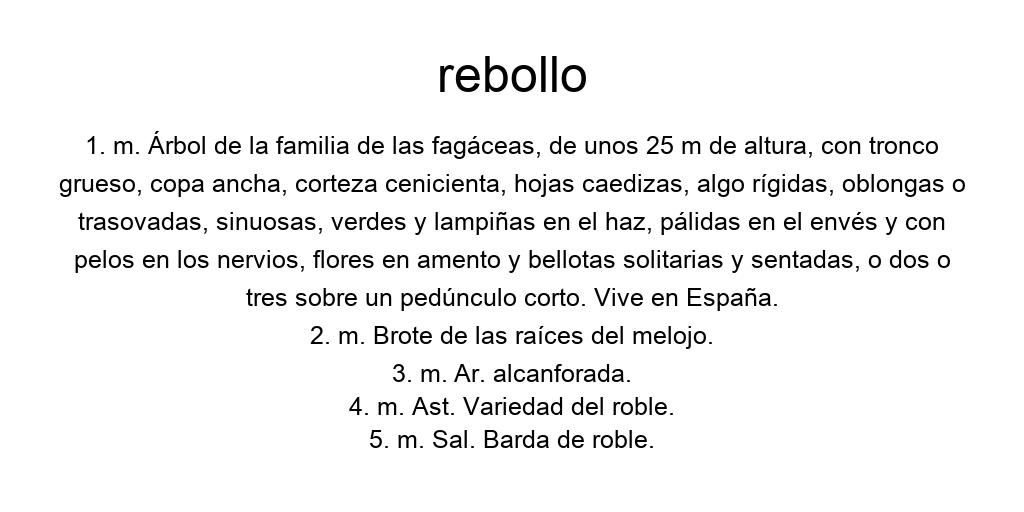 rebollo
1. m. Árbol de la familia de las fagáceas, de unos 25 m de altura, con tronco
grueso, copa ancha, corteza cenicienta, hojas caedizas, algo rígidas, oblongas o
trasovadas, sinuosas, verdes y lampiñas en el haz, pálidas en el envés y con
pelos en los nervios, flores en amento y bellotas solitarias y sentadas, o dos o
tres sobre un pedúnculo corto. Vive en España.
2. m. Brote de las raíces del melojo.
3. m. Ar. alcanforada.
4. m. Ast. Variedad del roble.
5. m. Sal. Barda de roble.